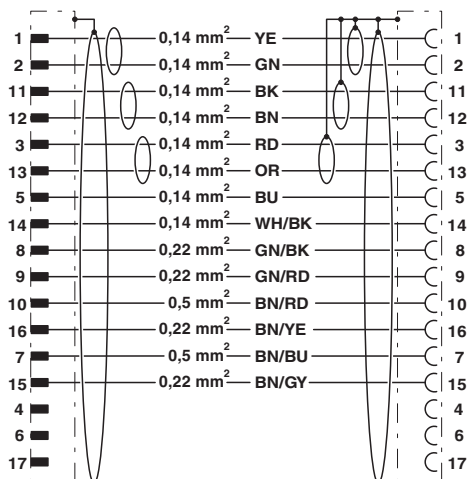 1 0,14 mm² YE 1
2 0,14 mm² GN 2
11 0,14 mm² BK 11
12 0,14 mm² BN 12
3 0,14 mm² RD 3
13 0,14 mm² OR 13
5 0,14 mm² BU 5
14 0,14 mm² WH/BK 14
8 0,22 mm² GN/BK 8
9 0,22 mm² GN/RD 9
10 0,5 mm² BN/RD 10
16 0,22 mm² BN/YE 16
7 0,5 mm² BN/BU 7
15 0,22 mm² BN/GY 15
4 4
6 6
17 17